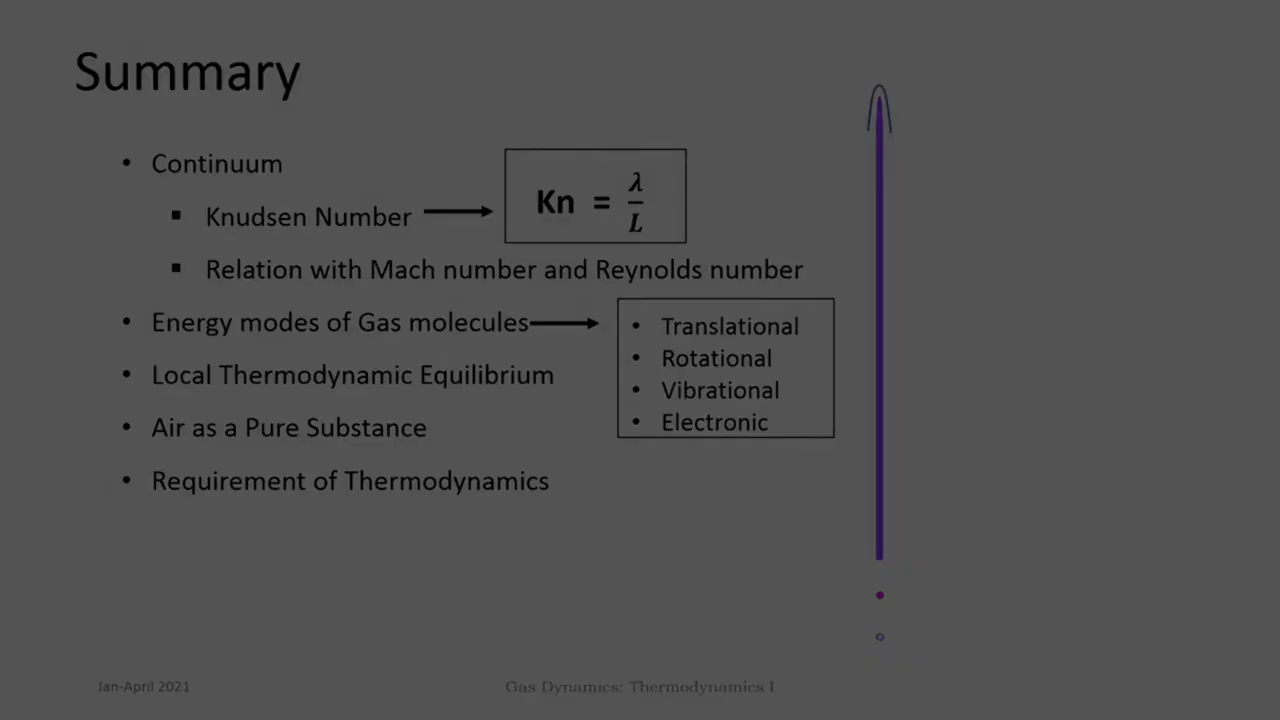 Summary
• Continuum
▪ Knudsen Number
Kn = λ/L
▪ Relation with Mach number and Reynolds number
• Energy modes of Gas molecules
• Translational
• Rotational
• Vibrational
• Electronic
• Local Thermodynamic Equilibrium
• Air as a Pure Substance
• Requirement of Thermodynamics
Jan-April 2021
Gas Dynamics: Thermodynamics I